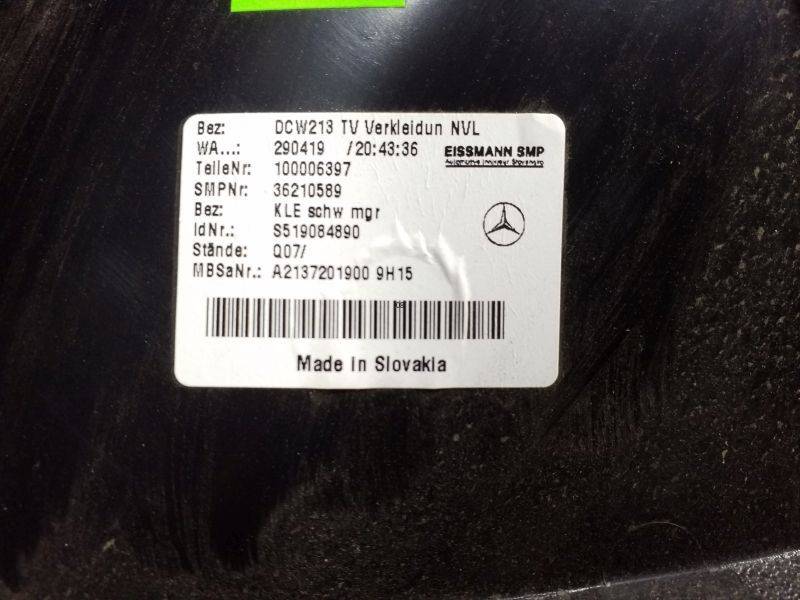 Bez: DCW213 TV Verkleidun NVL
WA...: 290419 /20:43:36 EISSMANN SMP
TeileNr: 100006397
SMPNr: 36210589
Bez: KLE schw mgr
IdNr.: S519084890
Stände: Q07/
MBSaNr.: A2137201900 9H15
Made in Slovakia